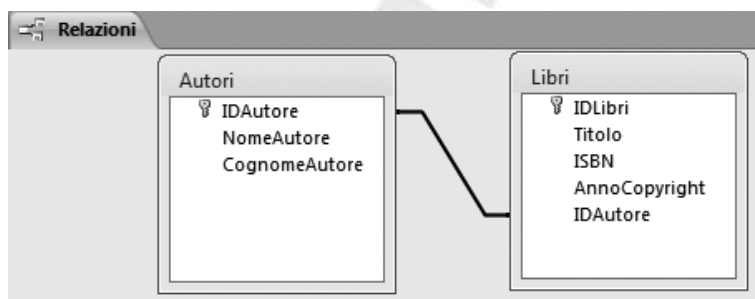 Relazioni
Autori
IDAutore
NomeAutore
CognomeAutore
Libri
IDLibri
Titolo
ISBN
AnnoCopyright
IDAutore